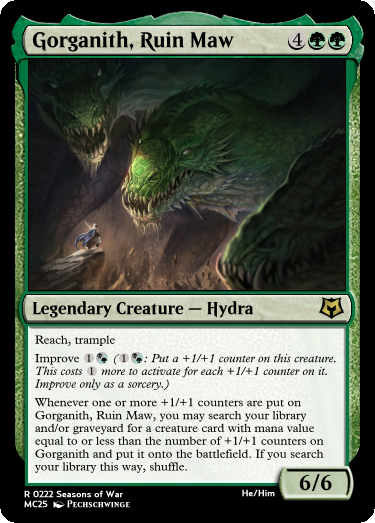 Gorganith, Ruin Maw 4
Legendary Creature — Hydra
Reach, trample
Improve 1 (1: Put a +1/+1 counter on this creature.
This costs 1 more to activate for each +1/+1 counter on it.
Improve only as a sorcery.)
Whenever one or more +1/+1 counters are put on
Gorganith, Ruin Maw, you may search your library
and/or graveyard for a creature card with mana value
equal to or less than the number of +1/+1 counters on
Gorganith and put it onto the battlefield. If you search
your library this way, shuffle.
6/6
R 0222 Seasons of War He/Him
MC25 Pechschwinge